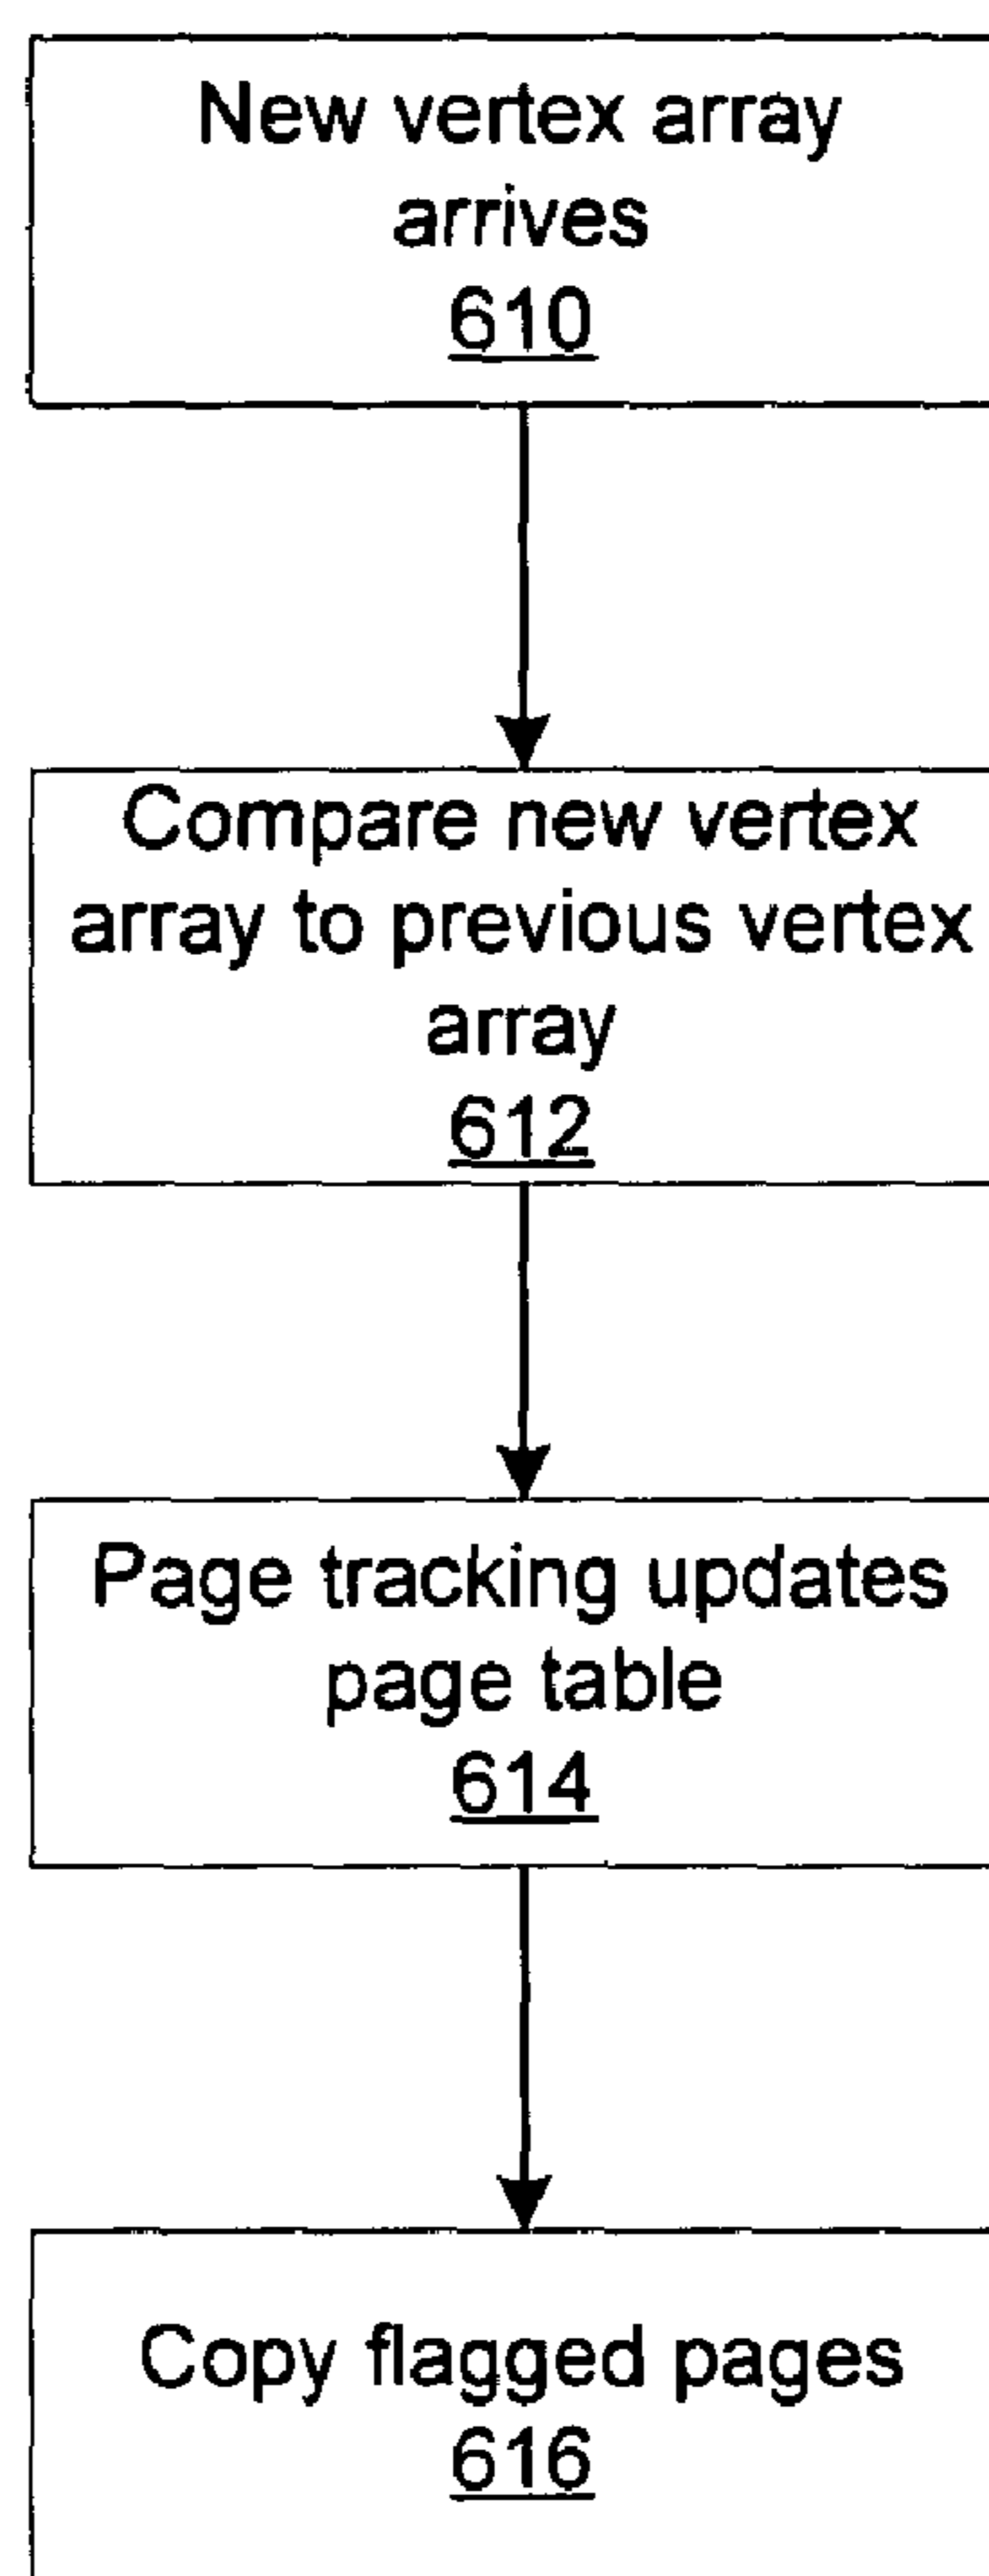 New vertex array
arrives
610
Compare new vertex
array to previous vertex
array
612
Page tracking updates
page table
614
Copy flagged pages
616